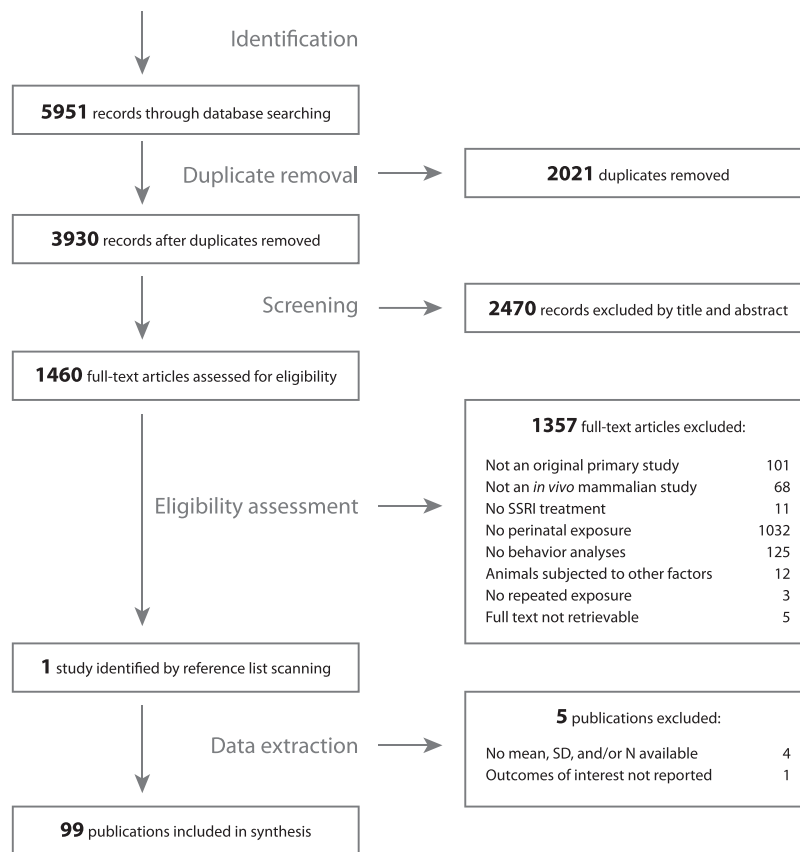 Identification
5951 records through database searching
Duplicate removal
2021 duplicates removed
3930 records after duplicates removed
Screening
2470 records excluded by title and abstract
1460 full-text articles assessed for eligibility
Eligibility assessment
1357 full-text articles excluded:
Not an original primary study 101
Not an in vivo mammalian study 68
No SSRI treatment 11
No perinatal exposure 1032
No behavior analyses 125
Animals subjected to other factors 12
No repeated exposure 3
Full text not retrievable 5
1 study identified by reference list scanning
Data extraction
5 publications excluded:
No mean, SD, and/or N available 4
Outcomes of interest not reported 1
99 publications included in synthesis